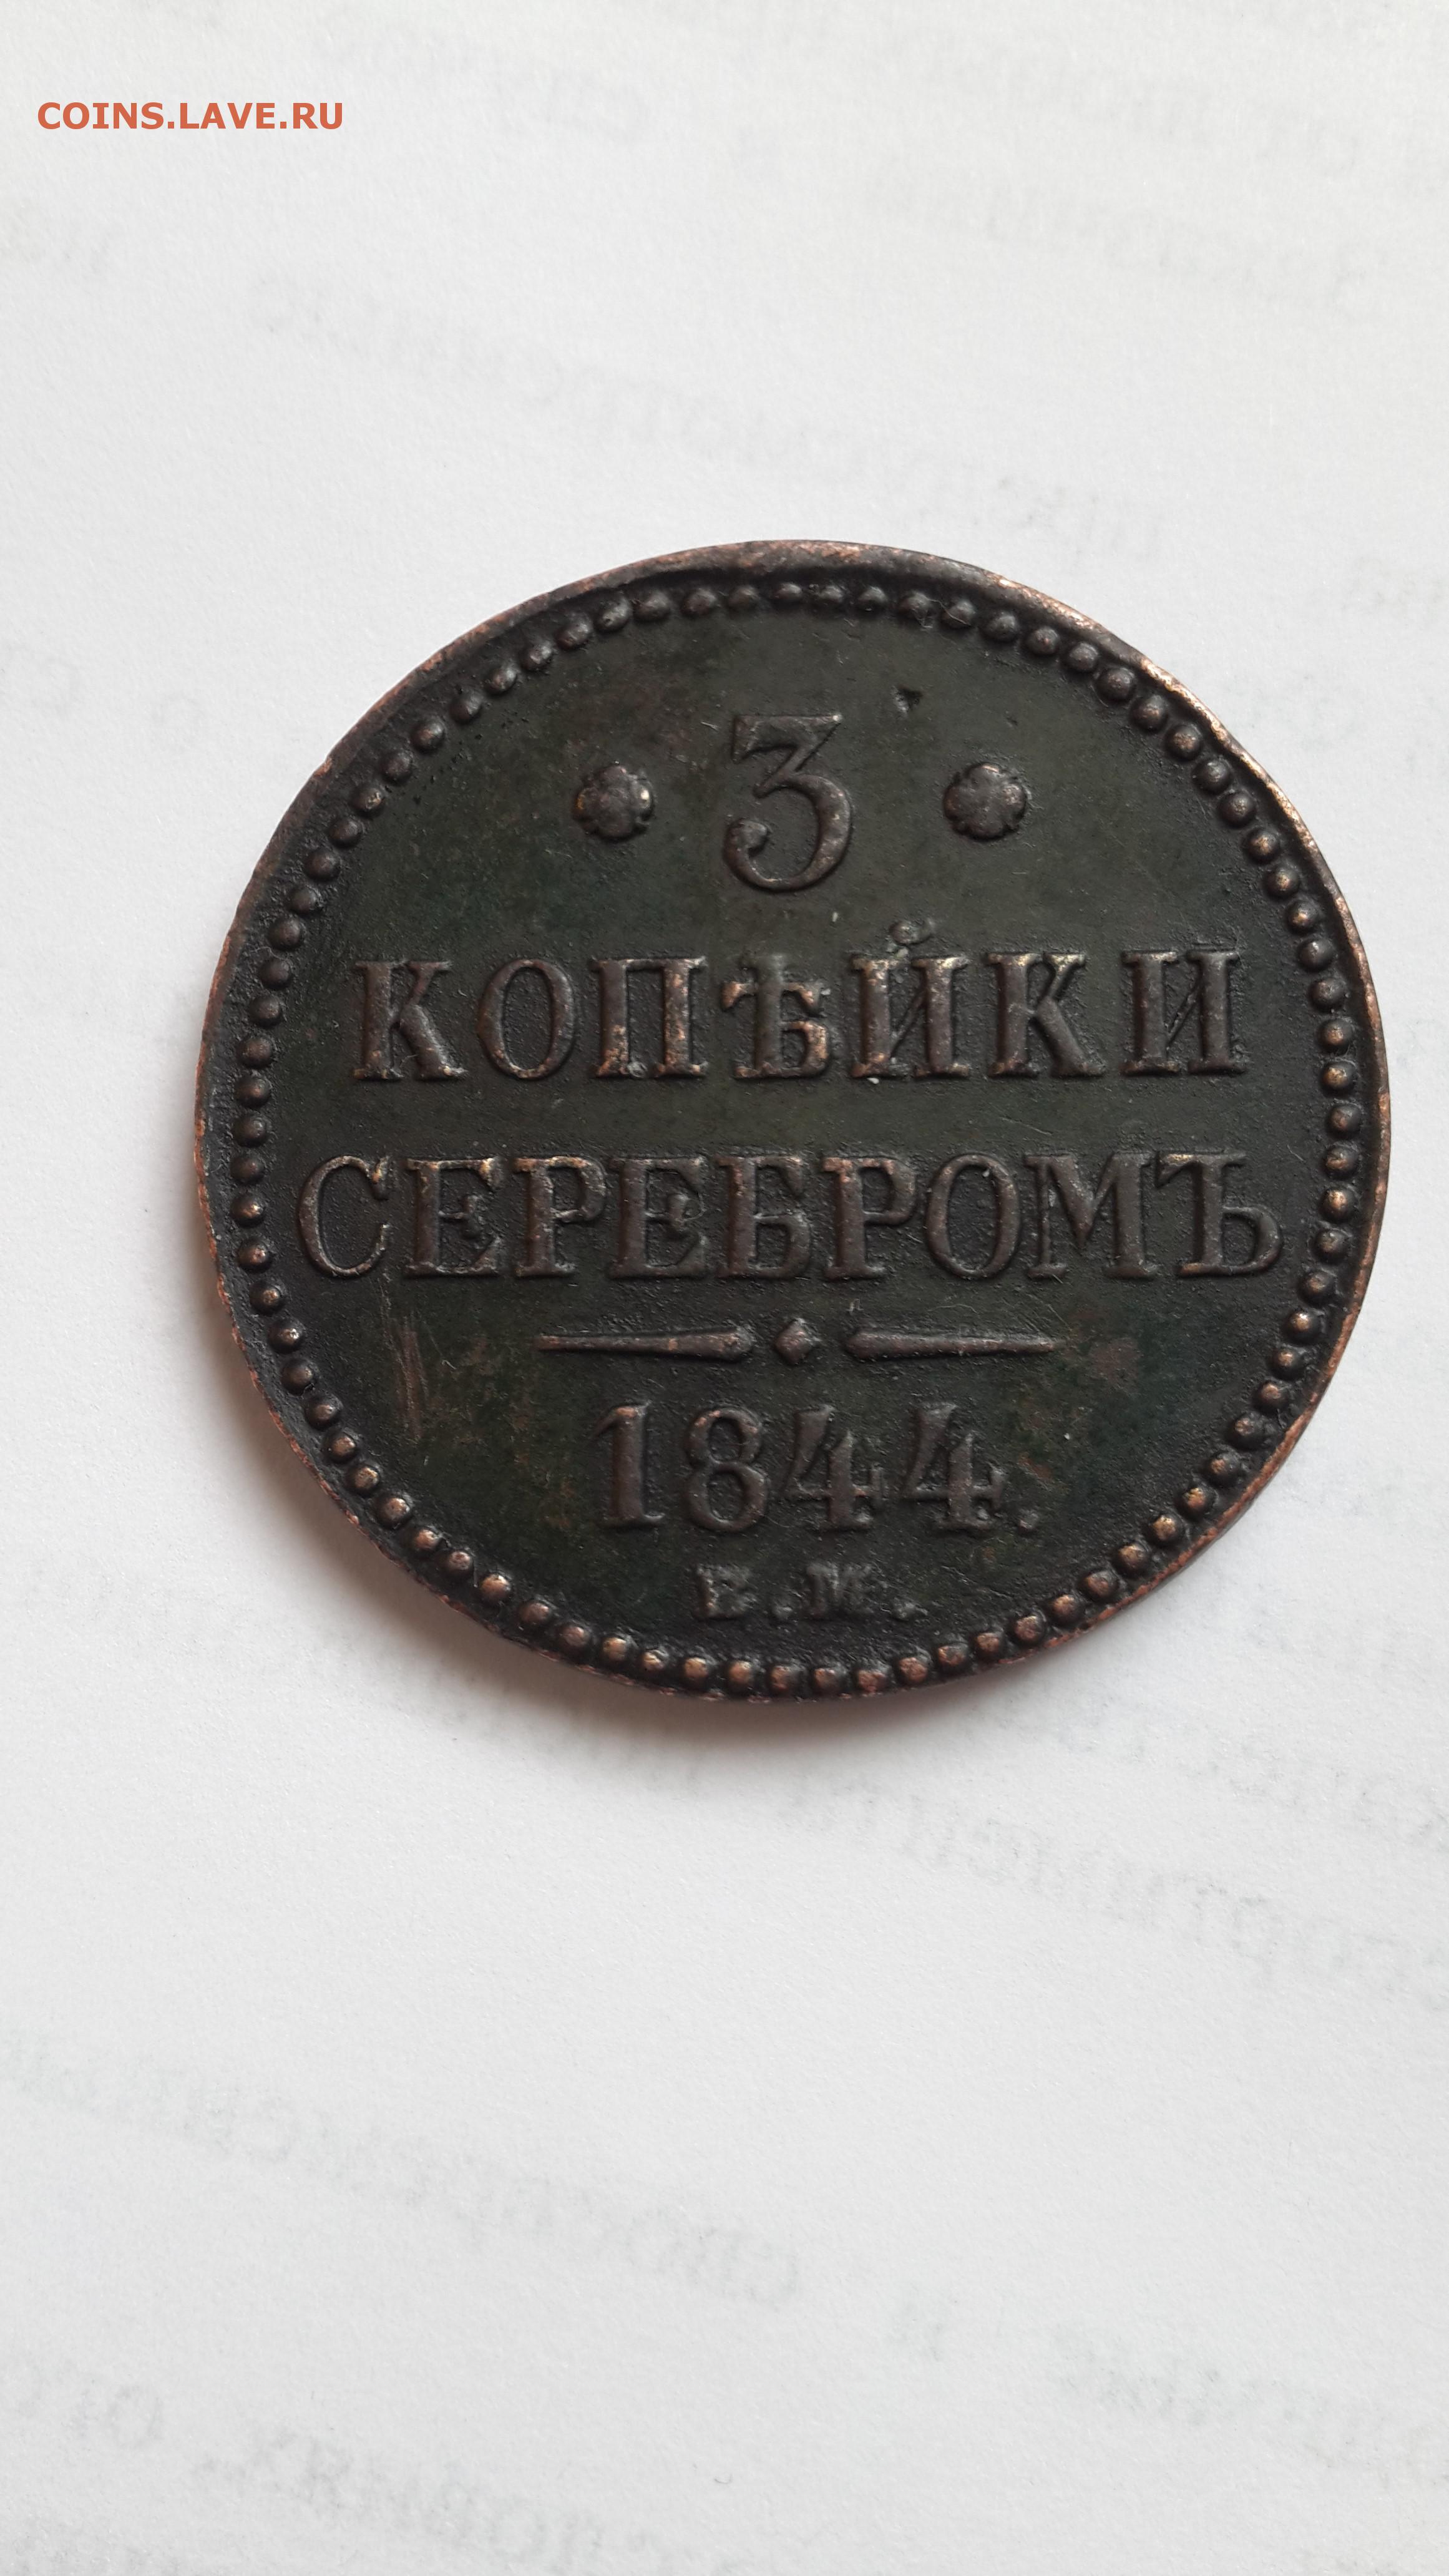 COINS.LAVE.RU
3
КОПѢЙКИ
СЕРЕБРОМЪ
1844.
Е.М.